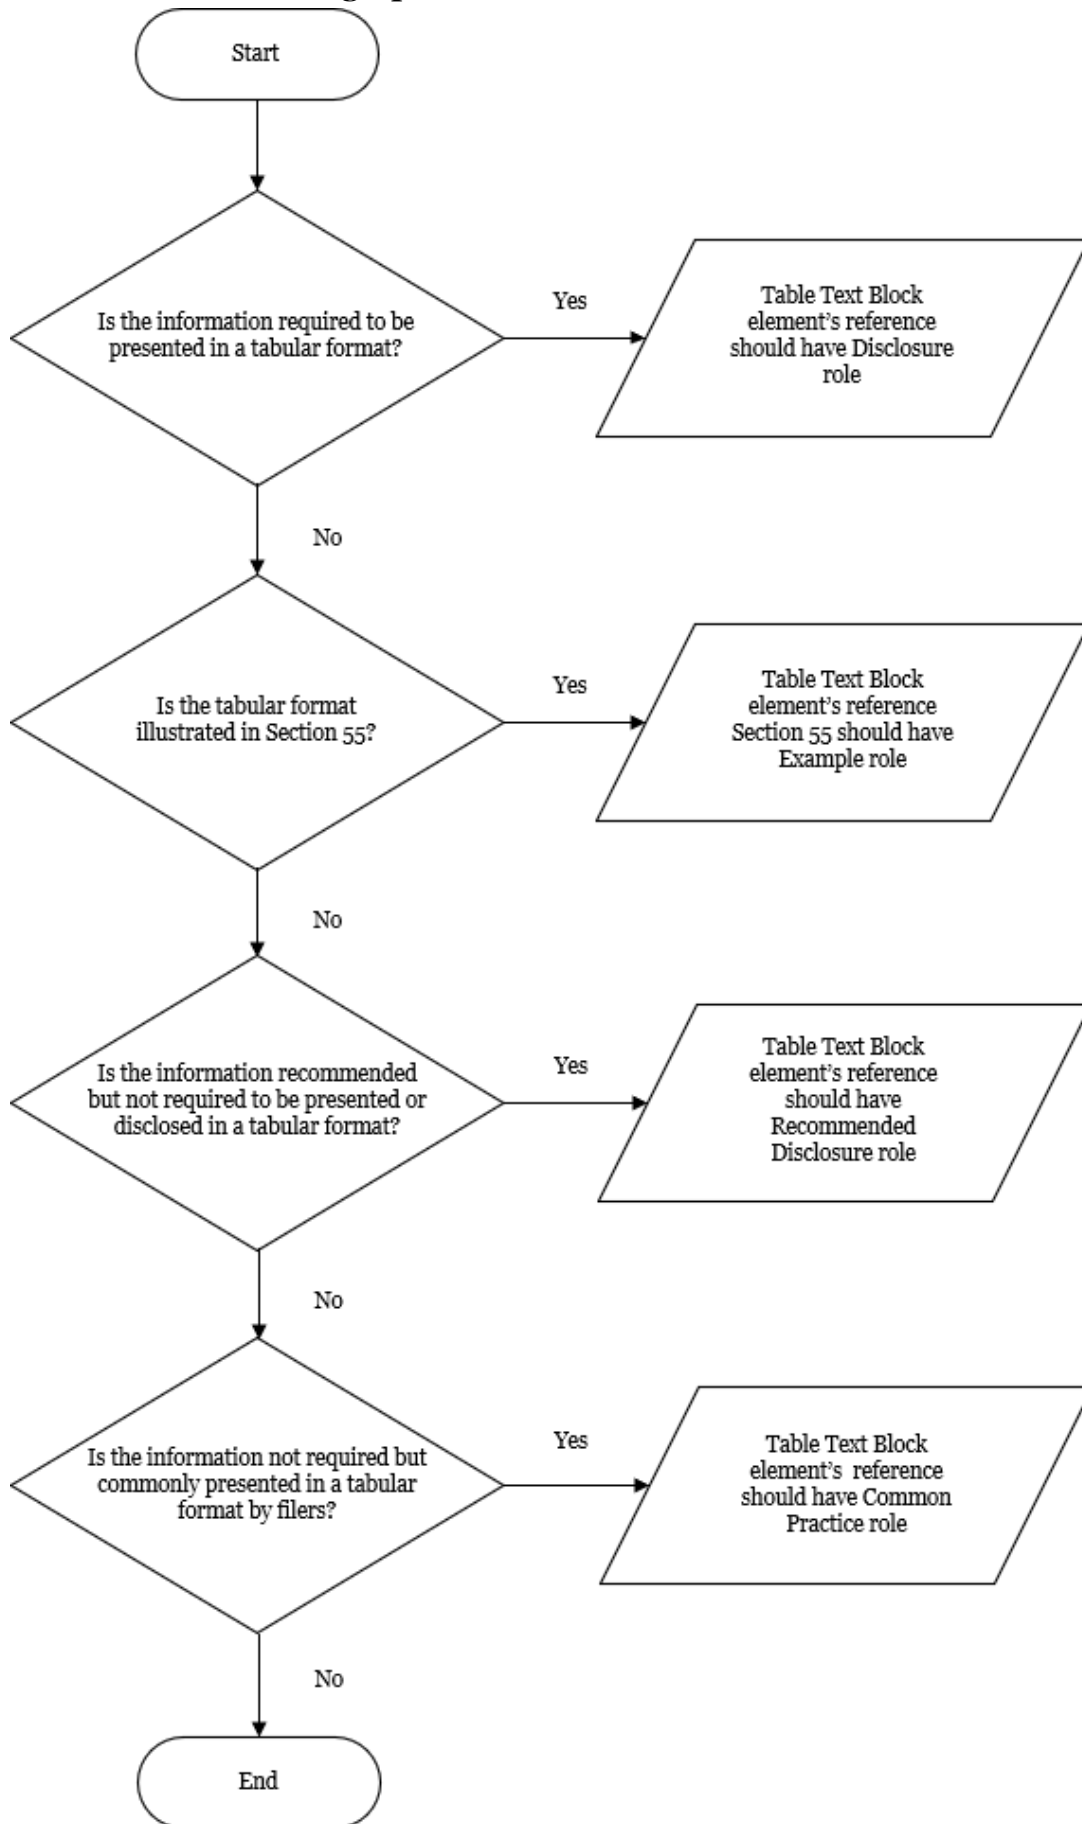 Start
Is the information required to be
presented in a tabular format?
Yes
Table Text Block
element’s reference
should have Disclosure
role
No
Is the tabular format
illustrated in Section 55?
Yes
Table Text Block
element’s reference
Section 55 should have
Example role
No
Is the information recommended
but not required to be presented or
disclosed in a tabular format?
Yes
Table Text Block
element’s reference
should have
Recommended
Disclosure role
No
Is the information not required but
commonly presented in a tabular
format by filers?
Yes
Table Text Block
element’s  reference
should have Common
Practice role
No
End